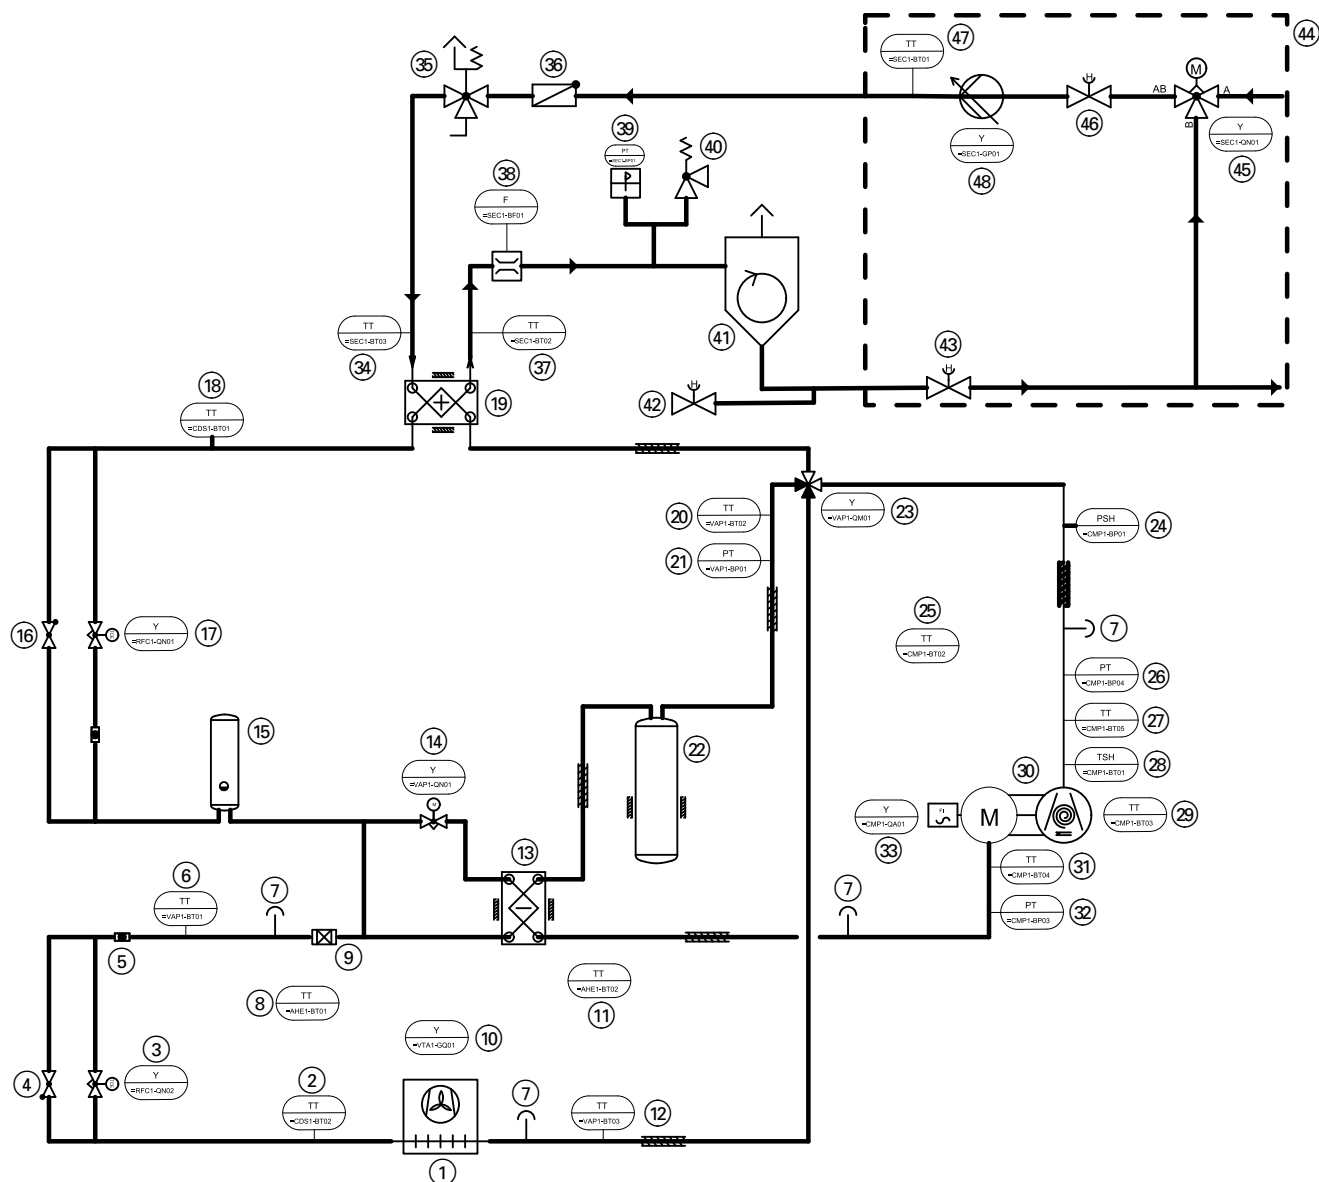 TT
=SEC1-BT01
47
44
35
36
M
H
AB
A
B
46
Y
=SEC1-GP01
48
Y
=SEC1-QN01
45
39
PT
=SEC1-BP01
P
40
38
F
=SEC1-BF01
TT
=SEC1-BT03
34
TT
=SEC1-BT02
37
41
43
H
42
H
18
TT
=CDS1-BT01
19
20
TT
=VAP1-BT02
Y
=VAP1-QM01
23
PSH
=CMP1-BP01
24
21
PT
=VAP1-BP01
25
TT
=CMP1-BT02
7
16
Y
=RFC1-QN01
17
PT
=CMP1-BP04
26
TT
=CMP1-BT05
27
15
14
Y
=VAP1-QN01
22
TSH
=CMP1-BT01
28
30
M
Y
=CMP1-QA01
33
TT
=CMP1-BT03
29
13
TT
=CMP1-BT04
31
6
TT
=VAP1-BT01
7
7
PT
=CMP1-BP03
32
5
9
8
TT
=AHE1-BT01
TT
=AHE1-BT02
11
Y
=VTA1-GQ01
10
3
Y
=RFC1-QN02
4
2
TT
=CDS1-BT02
7
TT
=VAP1-BT03
12
1